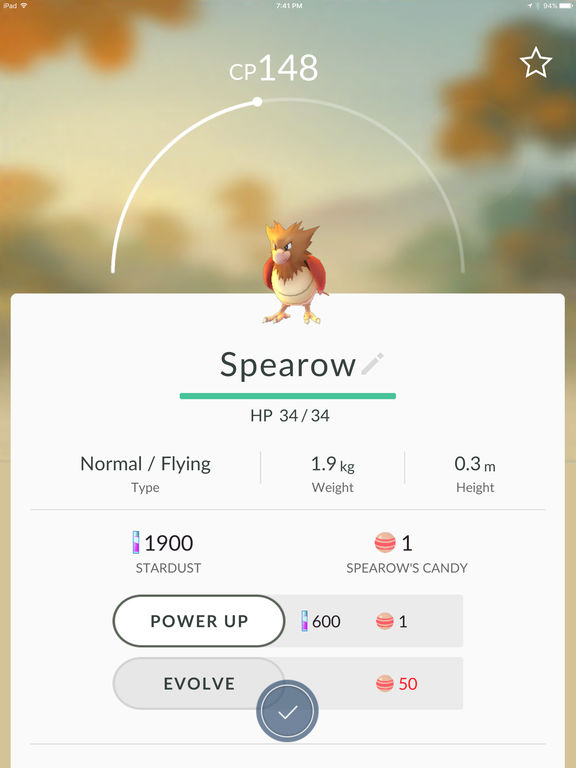 iPad 7:41 PM 94%
CP148
Spearow
HP 34/34
Normal / Flying 1.9 kg 0.3 m
Type Weight Height
1900 1
STARDUST SPEAROW'S CANDY
POWER UP 600 1
EVOLVE 50